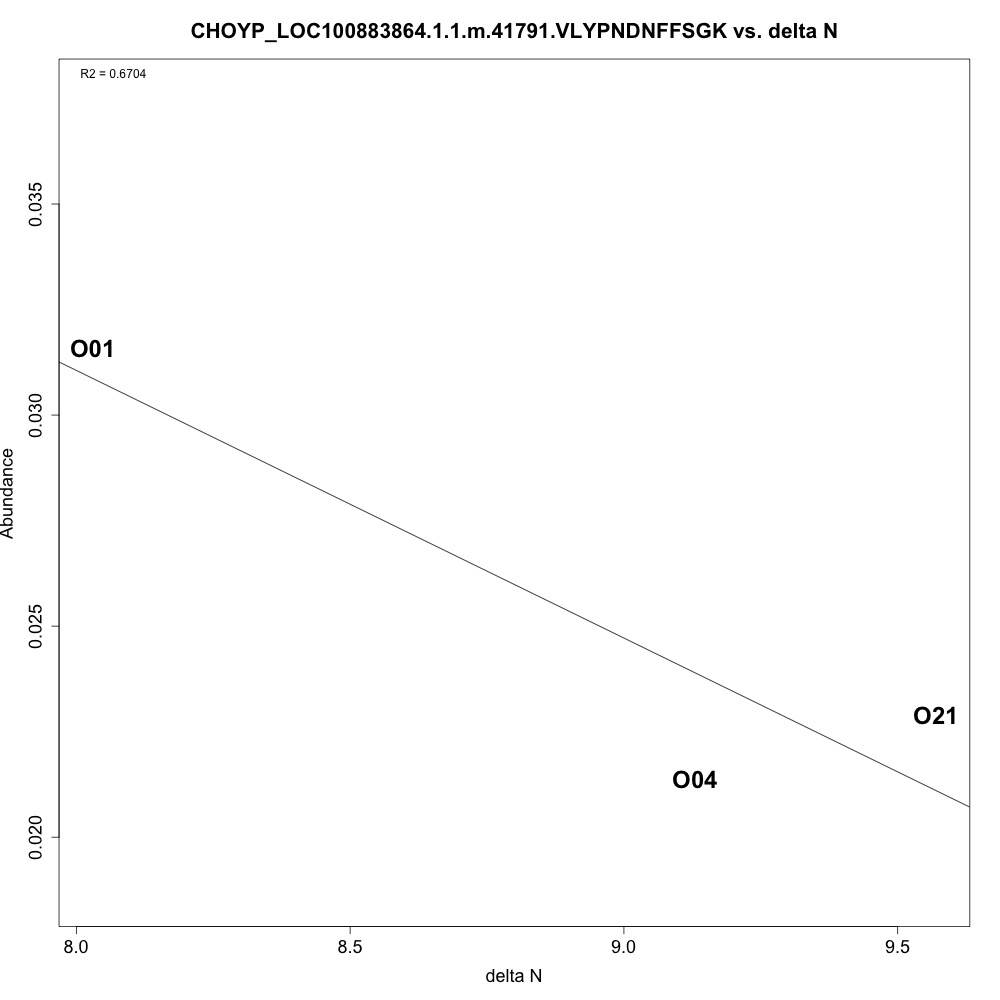 CHOYP_LOC100883864.1.1.m.41791.VLYPNDNFFSGK vs. delta N
R2 = 0.6704
0.035
O01
0.030
Abundance
0.025
O21
O04
0.020
8.0 8.5 9.0 9.5
delta N